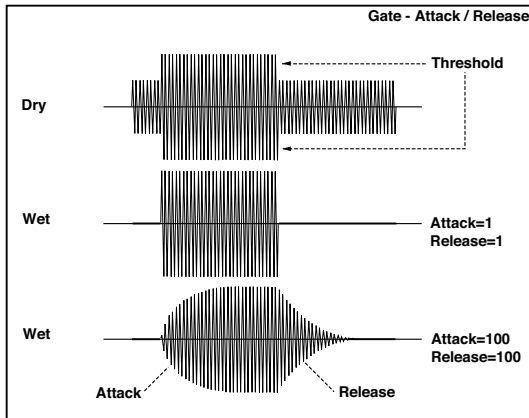 Gate - Attack / Release
Threshold
Dry
Wet
Attack=1
Release=1
Wet
Attack=100
Release=100
Attack
Release